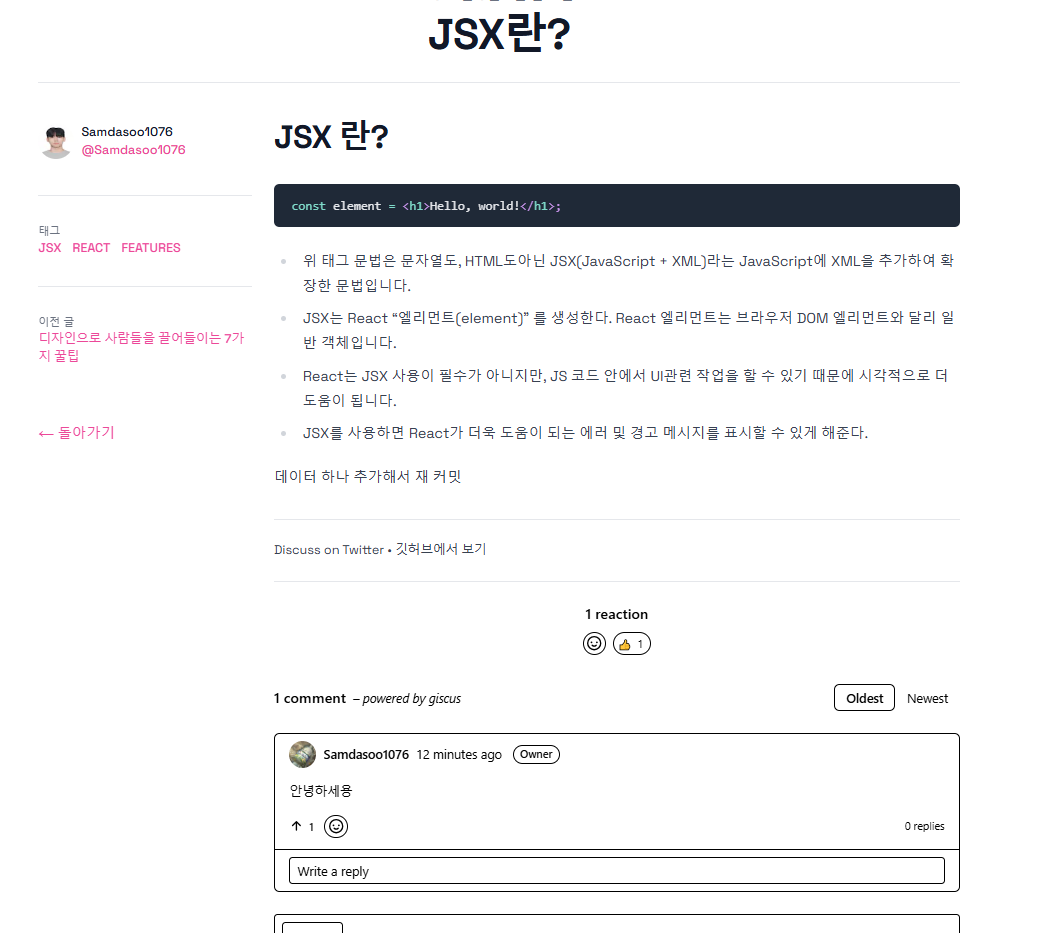 JSX란?
Samdasoo1076
@Samdasoo1076
태그
JSX REACT FEATURES
이전 글
디자인으로 사람들을 끌어들이는 7가
지 꿀팁
← 돌아가기
JSX 란?
const element = <h1>Hello, world!</h1>;
위 태그 문법은 문자열도, HTML도아닌 JSX(JavaScript + XML)라는 JavaScript에 XML을 추가하여 확
장한 문법입니다.
JSX는 React “엘리먼트(element)” 를 생성한다. React 엘리먼트는 브라우저 DOM 엘리먼트와 달리 일
반 객체입니다.
React는 JSX 사용이 필수가 아니지만, JS 코드 안에서 UI관련 작업을 할 수 있기 때문에 시각적으로 더
도움이 됩니다.
JSX를 사용하면 React가 더욱 도움이 되는 에러 및 경고 메시지를 표시할 수 있게 해준다.
데이터 하나 추가해서 재 커밋
Discuss on Twitter • 깃허브에서 보기
1 reaction
👍 1
1 comment – powered by giscus
Oldest Newest
Samdasoo1076 12 minutes ago Owner
안녕하세용
↑ 1
0 replies
Write a reply